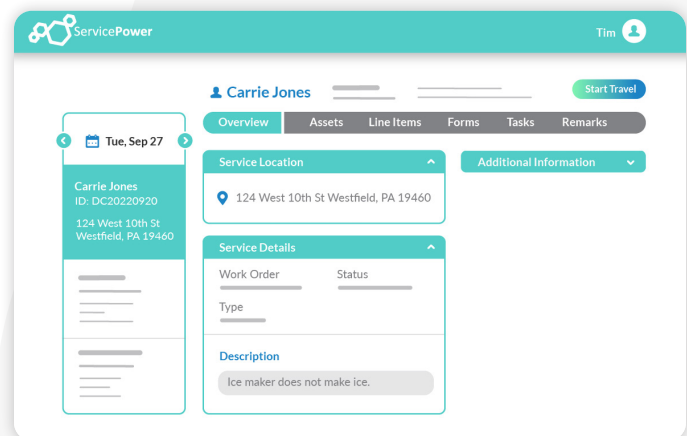 ServicePower
Tim
Carrie Jones
Start Travel
Overview Assets Line Items Forms Tasks Remarks
Tue, Sep 27
Carrie Jones
ID: DC20220920
124 West 10th St
Westfield, PA 19460
Service Location
124 West 10th St Westfield, PA 19460
Additional Information
Service Details
Work Order Status
Type
Description
Ice maker does not make ice.